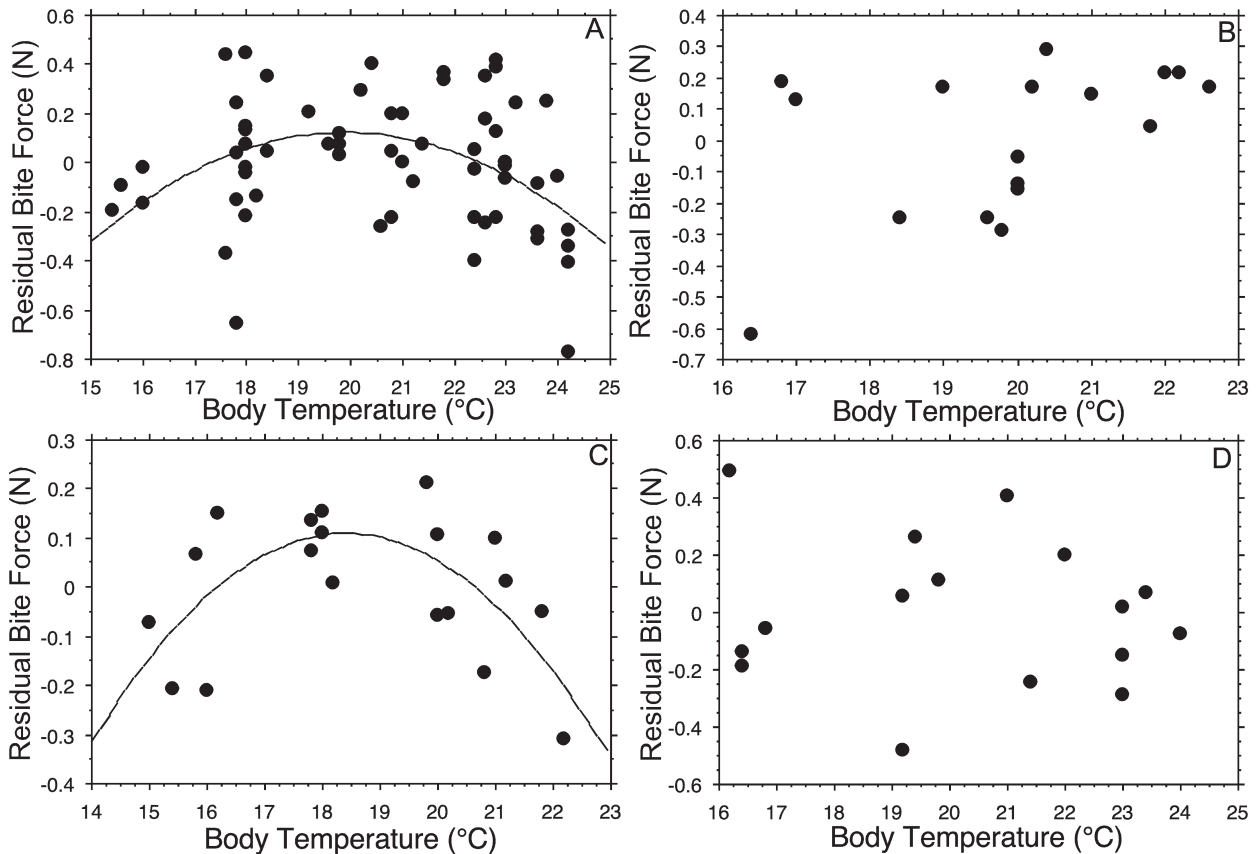 A
Residual Bite Force (N)
0.6
0.4
0.2
0
-0.2
-0.4
-0.6
-0.8
15 16 17 18 19 20 21 22 23 24 25
Body Temperature (°C)
B
Residual Bite Force (N)
0.4
0.3
0.2
0.1
0
-0.1
-0.2
-0.3
-0.4
-0.5
-0.6
-0.7
16 17 18 19 20 21 22 23
Body Temperature (°C)
C
Residual Bite Force (N)
0.3
0.2
0.1
0
-0.1
-0.2
-0.3
-0.4
14 15 16 17 18 19 20 21 22 23
Body Temperature (°C)
D
Residual Bite Force (N)
0.6
0.4
0.2
0
-0.2
-0.4
-0.6
16 17 18 19 20 21 22 23 24 25
Body Temperature (°C)